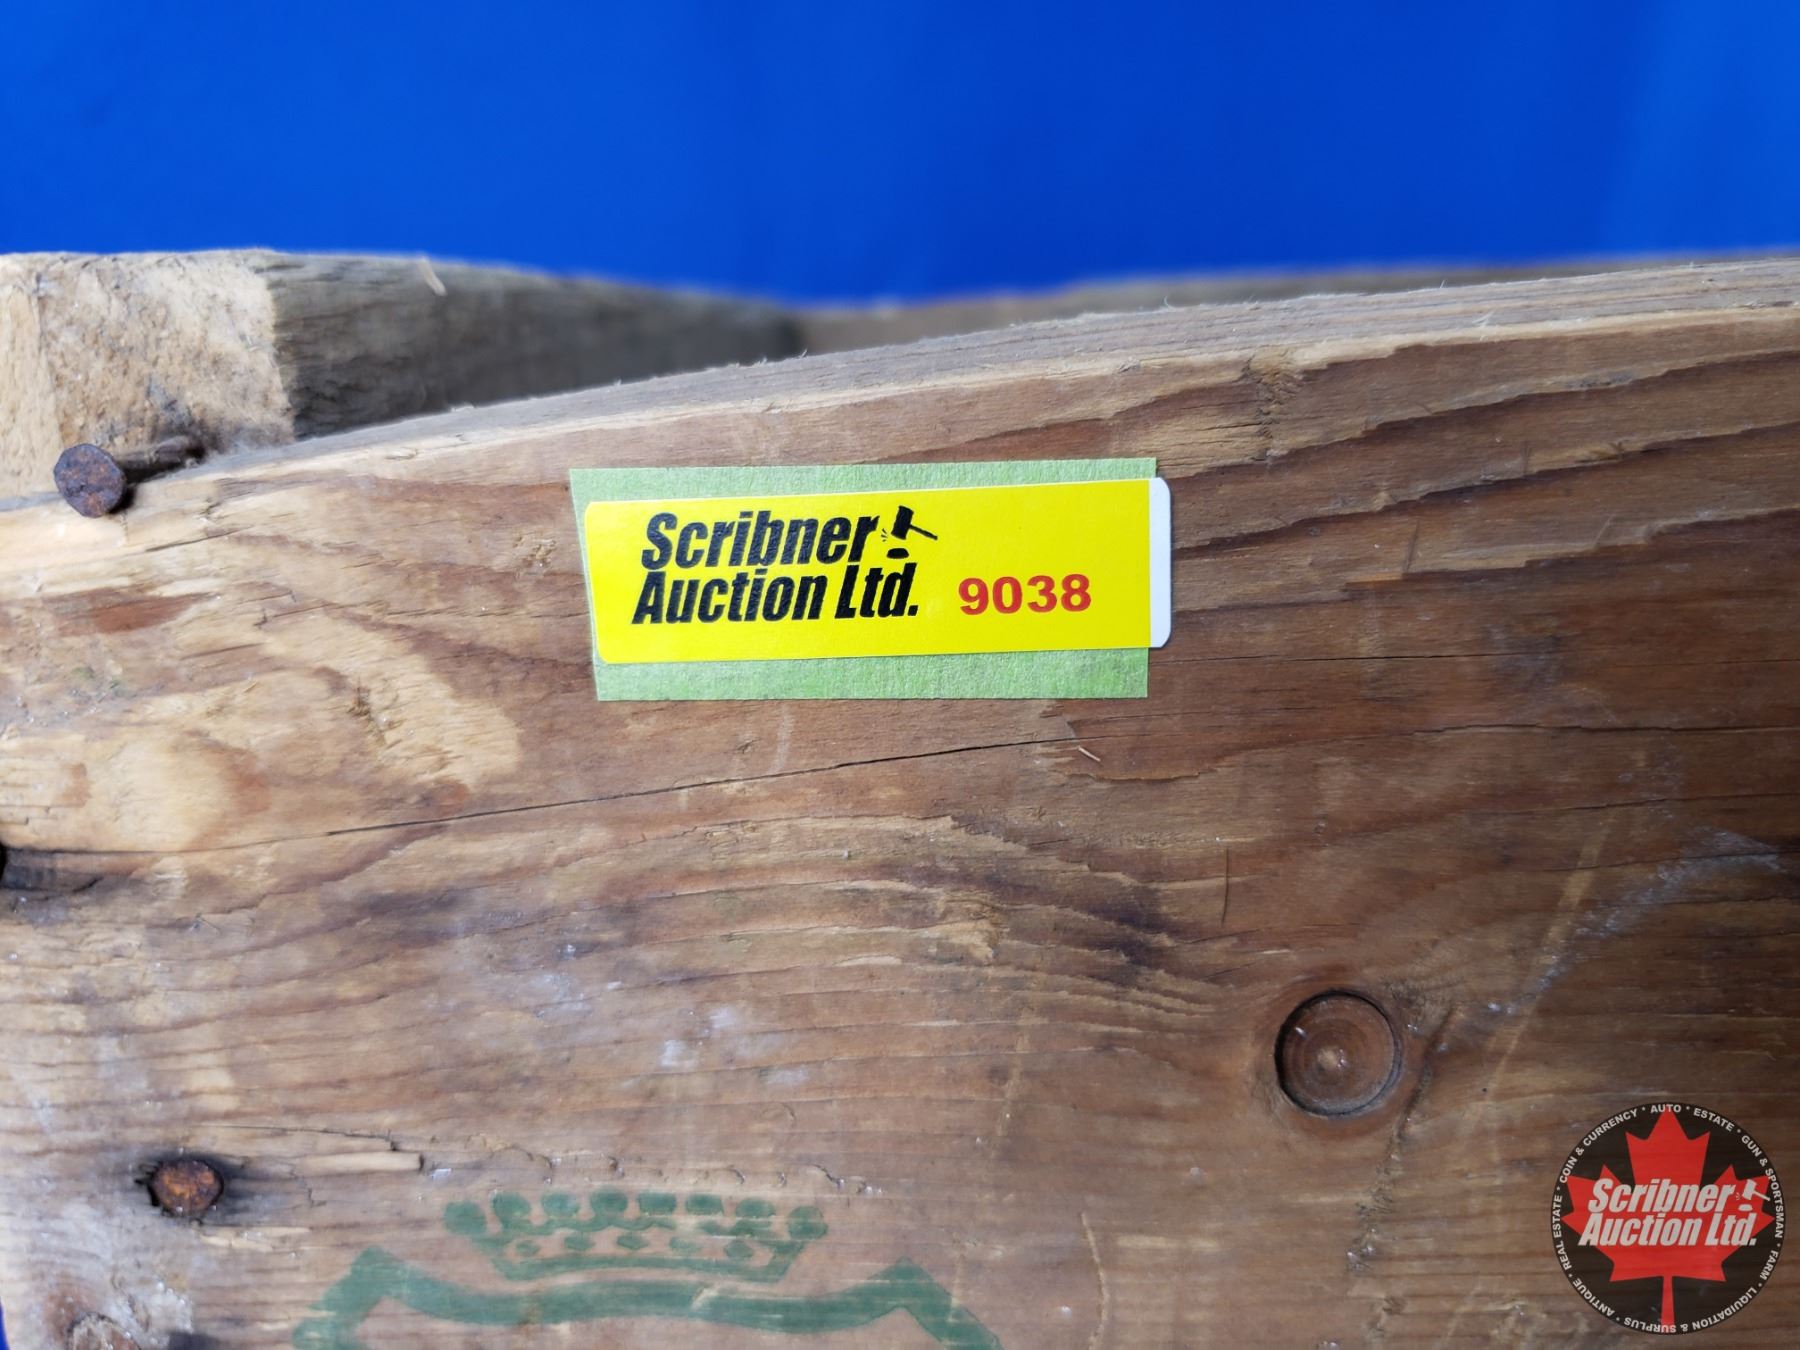 Scribner
Auction Ltd. 9038
COIN & CURRENCY * AUTO * ESTATE * GUN & SPORTSMAN * FARM * LIQUIDATION & SURPLUS * ANTIQUE * REAL ESTATE *
Scribner
Auction Ltd.